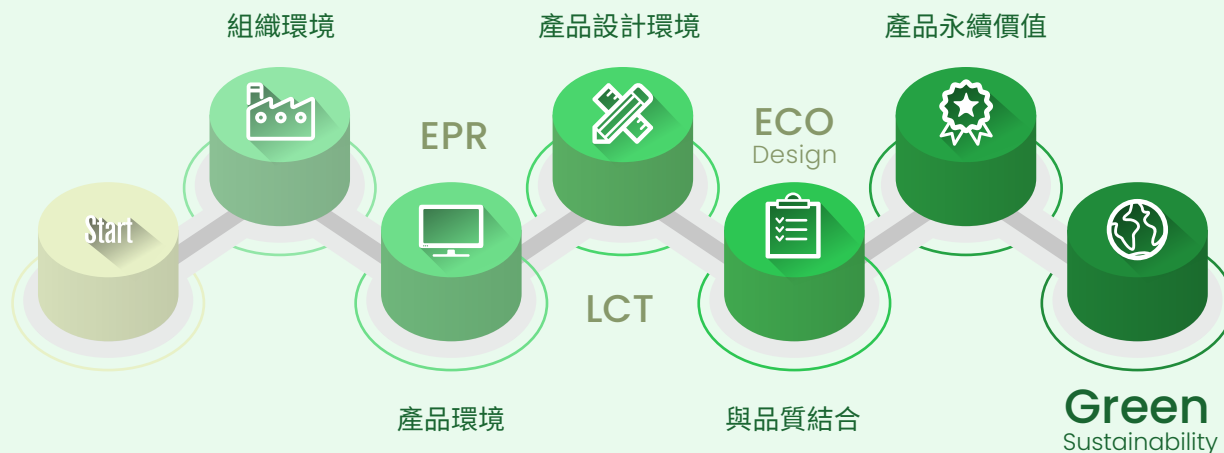 組織環境
產品設計環境
產品永續價值
EPR
ECO
Design
Start
LCT
產品環境
與品質結合
Green
Sustainability